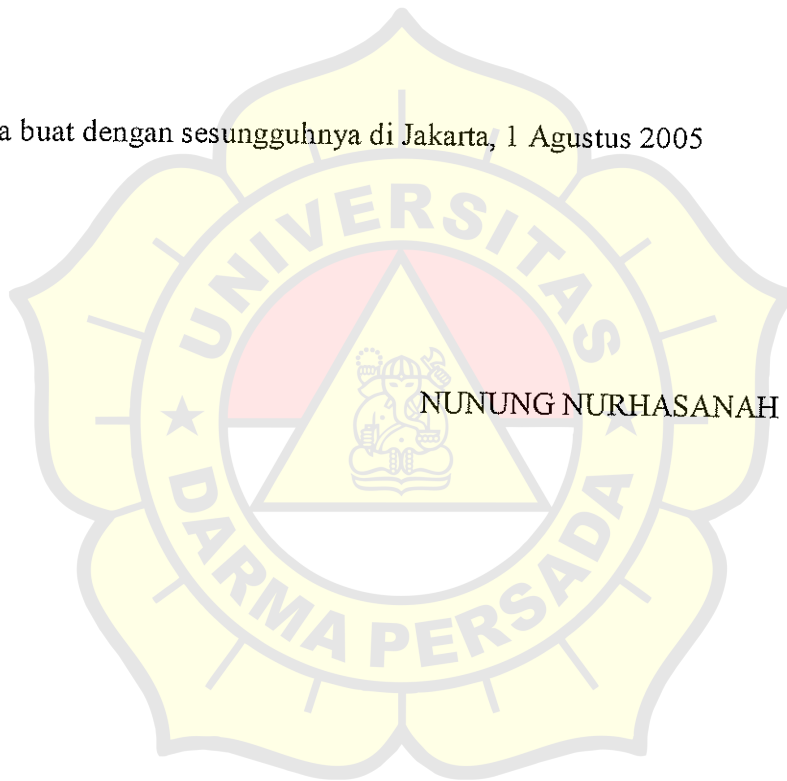 a buat dengan sesungguhnya di Jakarta, 1 Agustus 2005
UNIVERSITAS
NUNUNG NURHASANAH
DARMA PERSADA